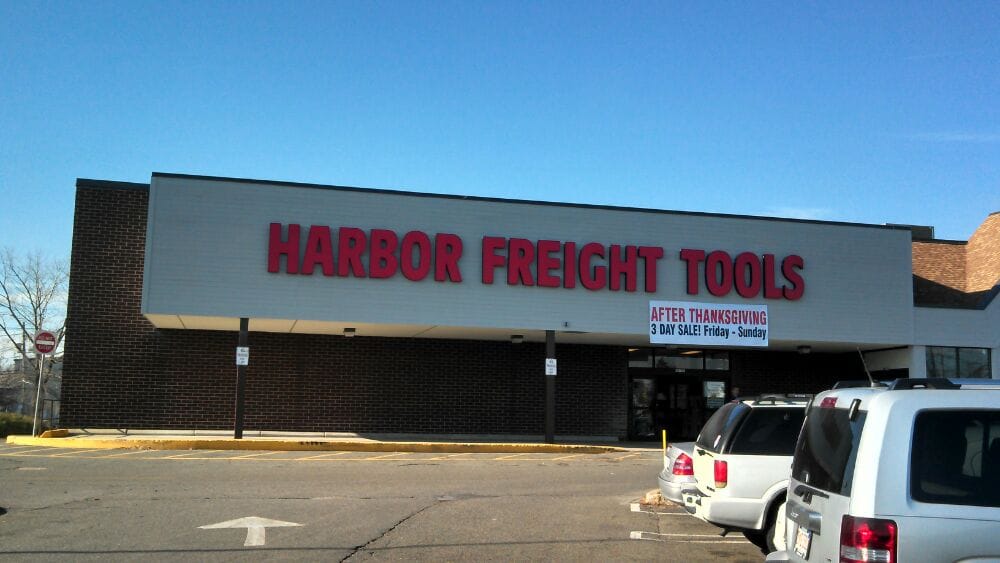 HARBOR FREIGHT TOOLS
AFTER THANKSGIVING
3 DAY SALE! Friday - Sunday